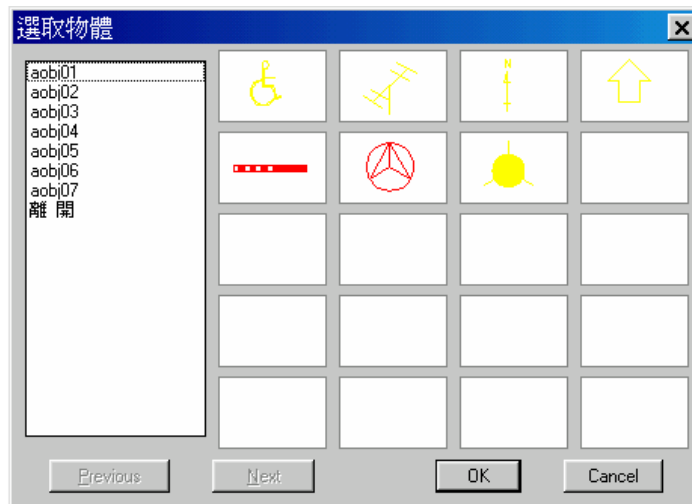 選取物體
aobj01
aobj02
aobj03
aobj04
aobj05
aobj06
aobj07
離 開
N
Previous
Next
OK
Cancel